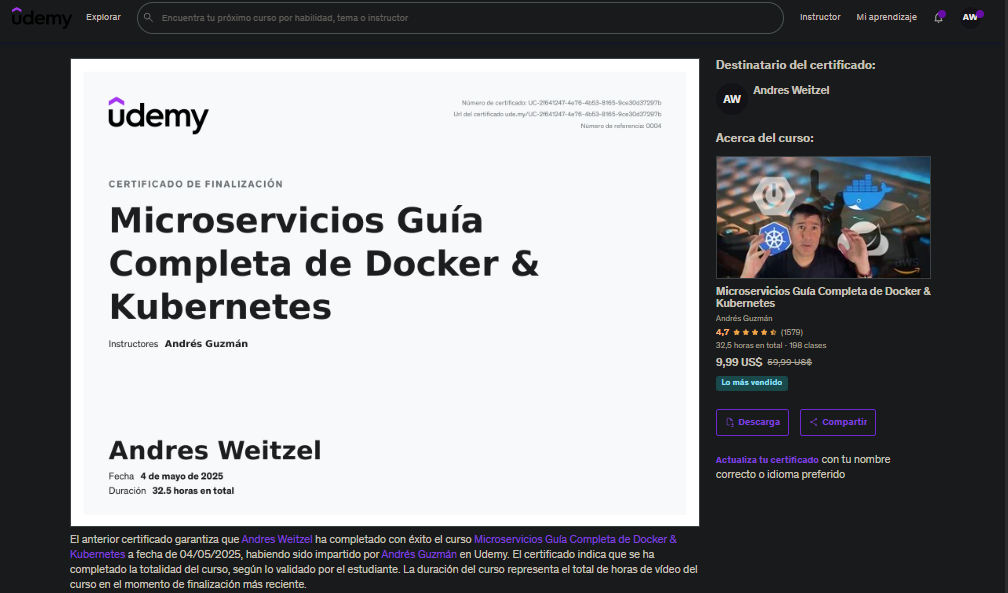 udemy
Explorar
Encuentra tu próximo curso por habilidad, tema o instructor
Instructor
Mi aprendizaje
AW
udemy
Número de certificado: UC-2f641247-4e76-4b53-8165-9ce30d37297b
Url del certificado ude.my/UC-2f641247-4e76-4b53-8165-9ce30d37297b
Número de referencia: 0004
CERTIFICADO DE FINALIZACIÓN
Microservicios Guía
Completa de Docker &
Kubernetes
Instructores Andrés Guzmán
Andres Weitzel
Fecha 4 de mayo de 2025
Duración 32.5 horas en total
El anterior certificado garantiza que Andres Weitzel ha completado con éxito el curso Microservicios Guía Completa de Docker &
Kubernetes a fecha de 04/05/2025, habiendo sido impartido por Andrés Guzmán en Udemy. El certificado indica que se ha
completado la totalidad del curso, según lo validado por el estudiante. La duración del curso representa el total de horas de vídeo del
curso en el momento de finalización más reciente.
Destinatario del certificado:
AW
Andres Weitzel
Acerca del curso:
aws
Microservicios Guía Completa de Docker &
Kubernetes
Andrés Guzmán
4,7 (1579)
32,5 horas en total · 198 clases
9,99 US$ 59,99 US$
Lo más vendido
Descarga
Compartir
Actualiza tu certificado con tu nombre
correcto o idioma preferido